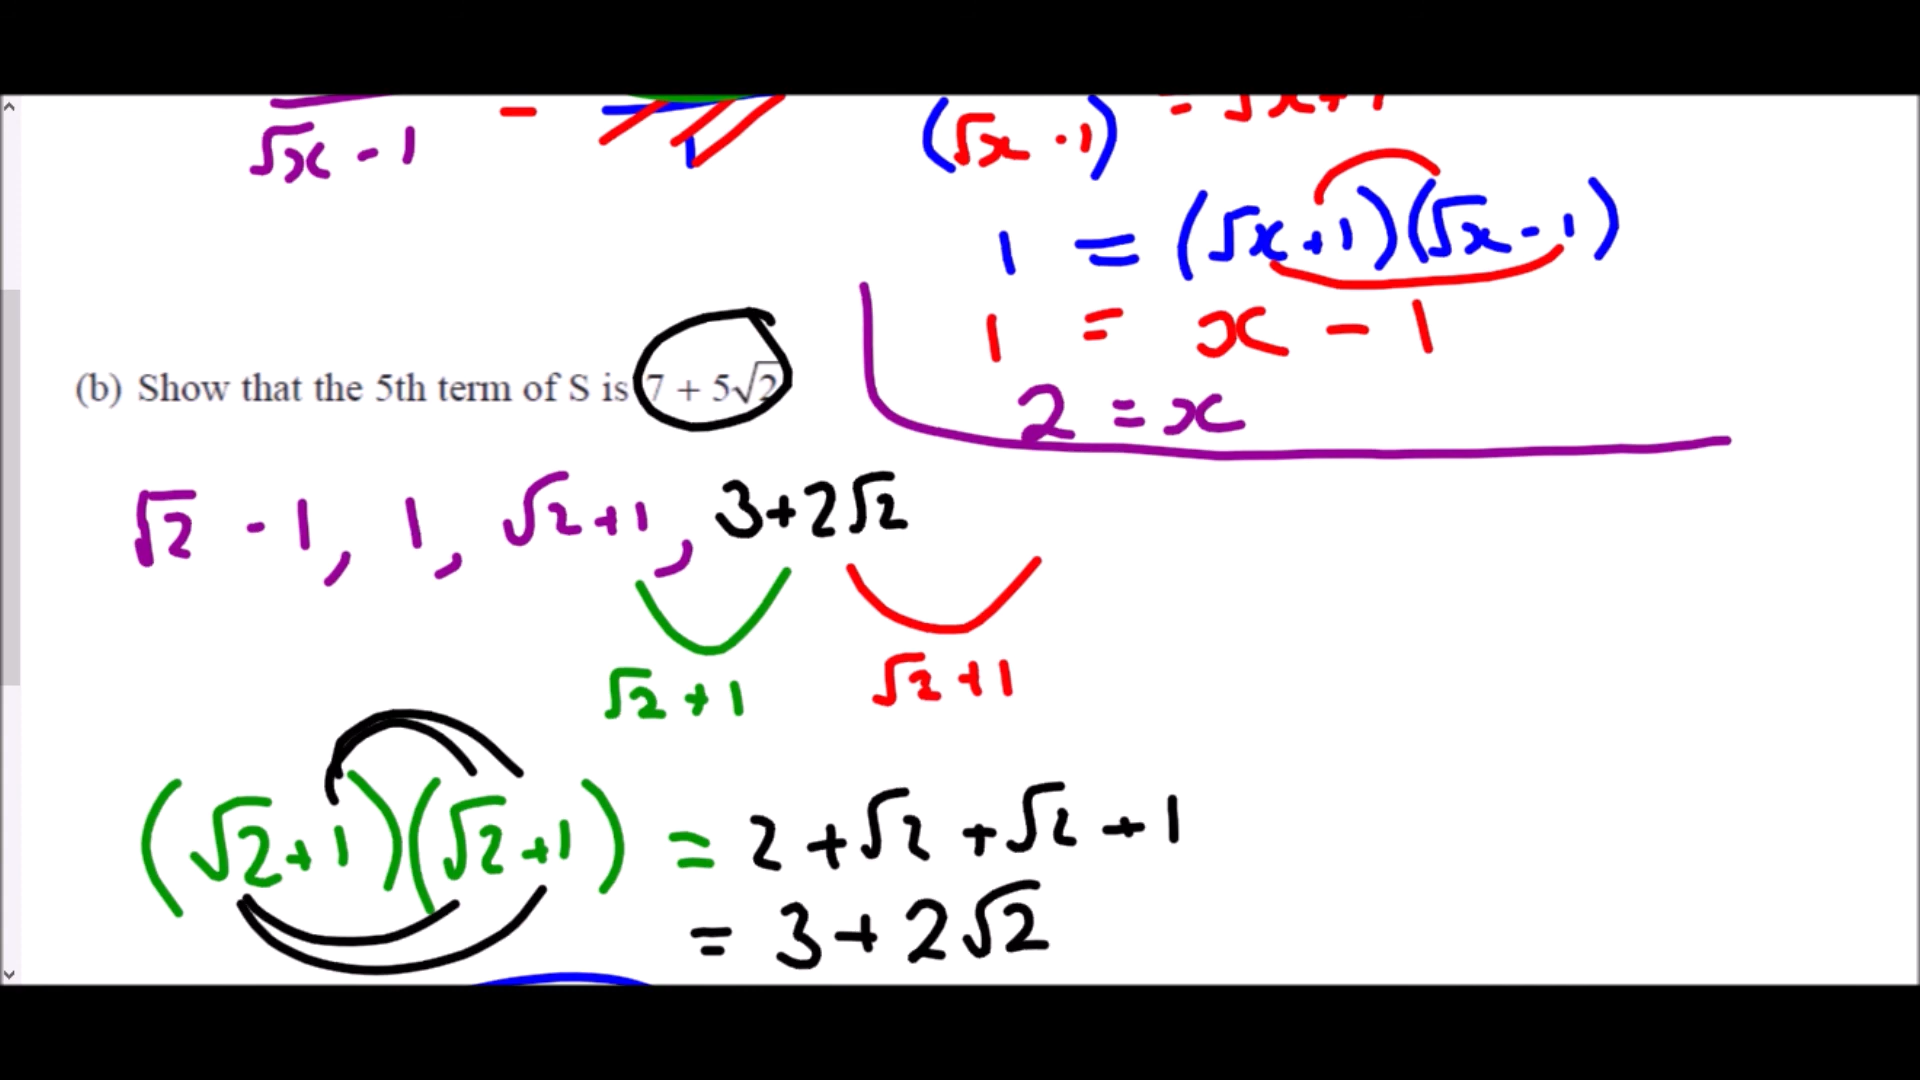 √x - 1 -
(√x - 1) = √x + 1
1 = (√x + 1)(√x - 1)
1 = x - 1
2 = x
(b) Show that the 5th term of S is 7 + 5√2
√2 - 1, 1, √2 + 1, 3 + 2√2
√2 + 1 √2 + 1
(√2 + 1)(√2 + 1) = 2 + √2 + √2 + 1
= 3 + 2√2